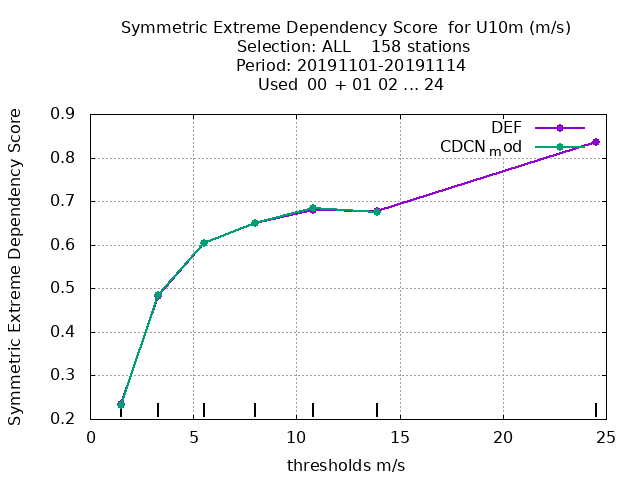 Symmetric Extreme Dependency Score  for U10m (m/s)
Selection: ALL    158 stations
Period: 20191101-20191114
Used  00  + 01 02 ... 24
DEF
CDCNmod
Symmetric Extreme Dependency Score
0.9
0.8
0.7
0.6
0.5
0.4
0.3
0.2
0 5 10 15 20 25
thresholds m/s